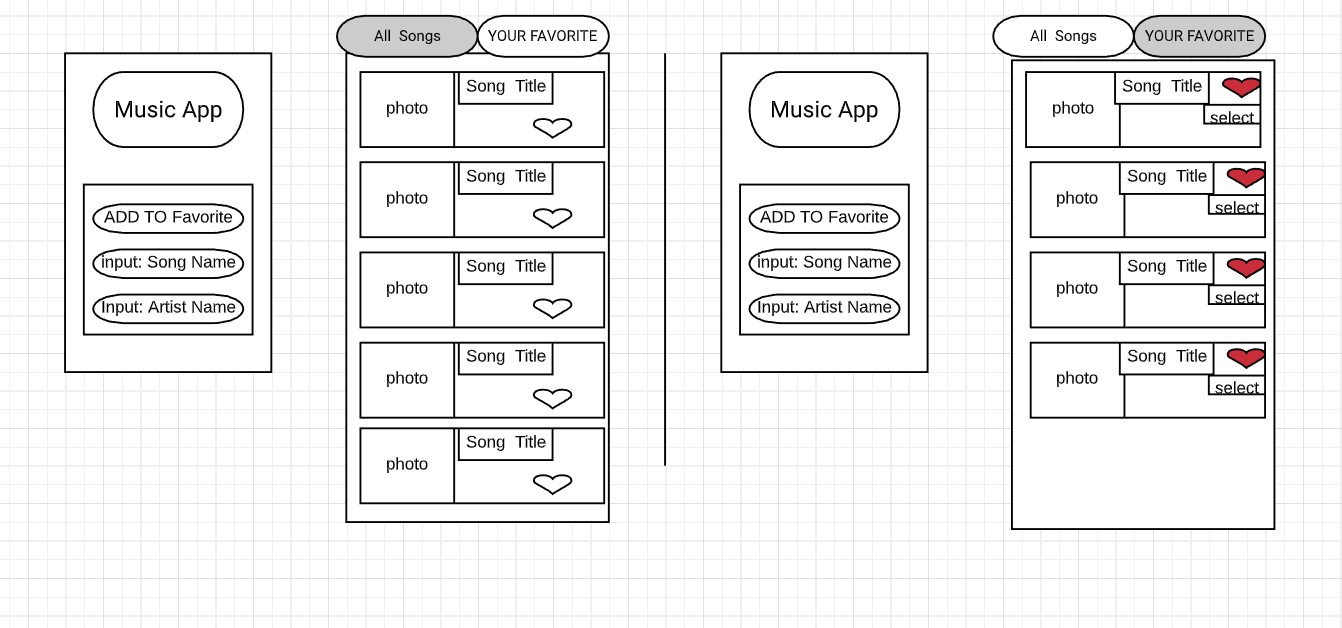 All Songs
YOUR FAVORITE
Music App
ADD TO Favorite
input: Song Name
Input: Artist Name
photo
Song Title
photo
Song Title
photo
Song Title
photo
Song Title
photo
Song Title
All Songs
YOUR FAVORITE
Music App
ADD TO Favorite
input: Song Name
Input: Artist Name
photo
Song Title
select
photo
Song Title
select
photo
Song Title
select
photo
Song Title
select